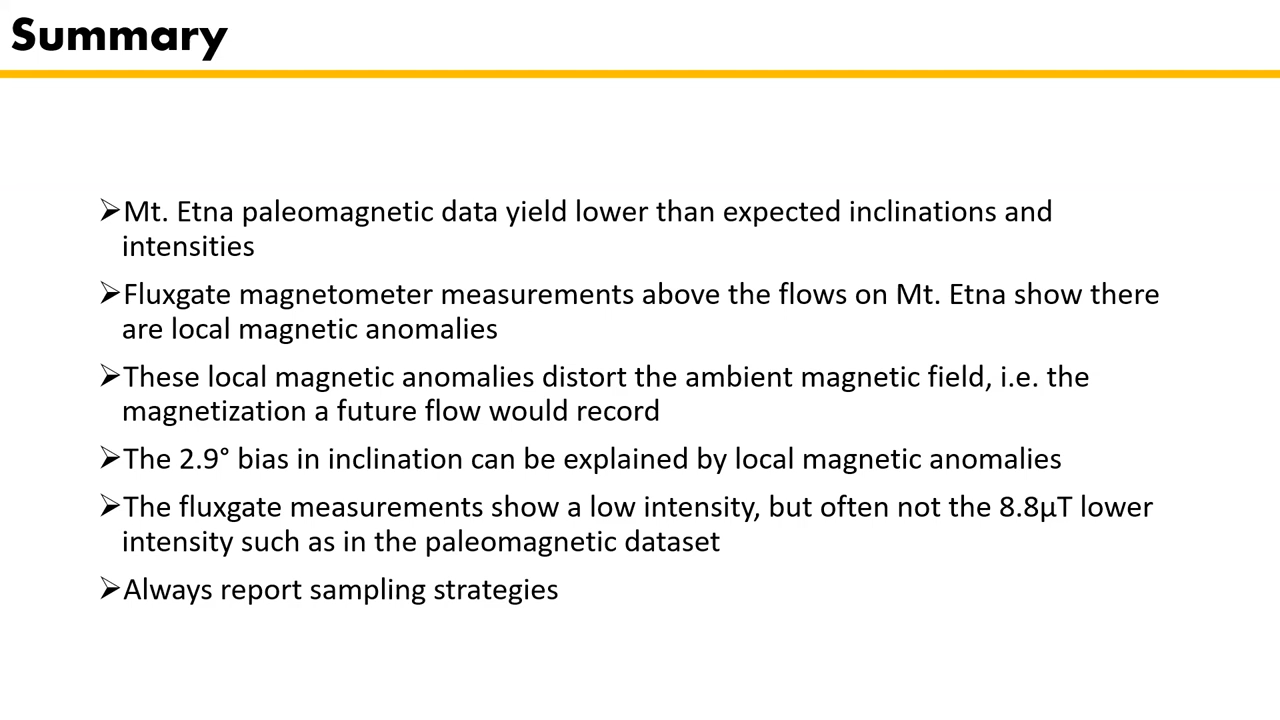 Summary
➢Mt. Etna paleomagnetic data yield lower than expected inclinations and
intensities
➢Fluxgate magnetometer measurements above the flows on Mt. Etna show there
are local magnetic anomalies
➢These local magnetic anomalies distort the ambient magnetic field, i.e. the
magnetization a future flow would record
➢The 2.9° bias in inclination can be explained by local magnetic anomalies
➢The fluxgate measurements show a low intensity, but often not the 8.8µT lower
intensity such as in the paleomagnetic dataset
➢Always report sampling strategies